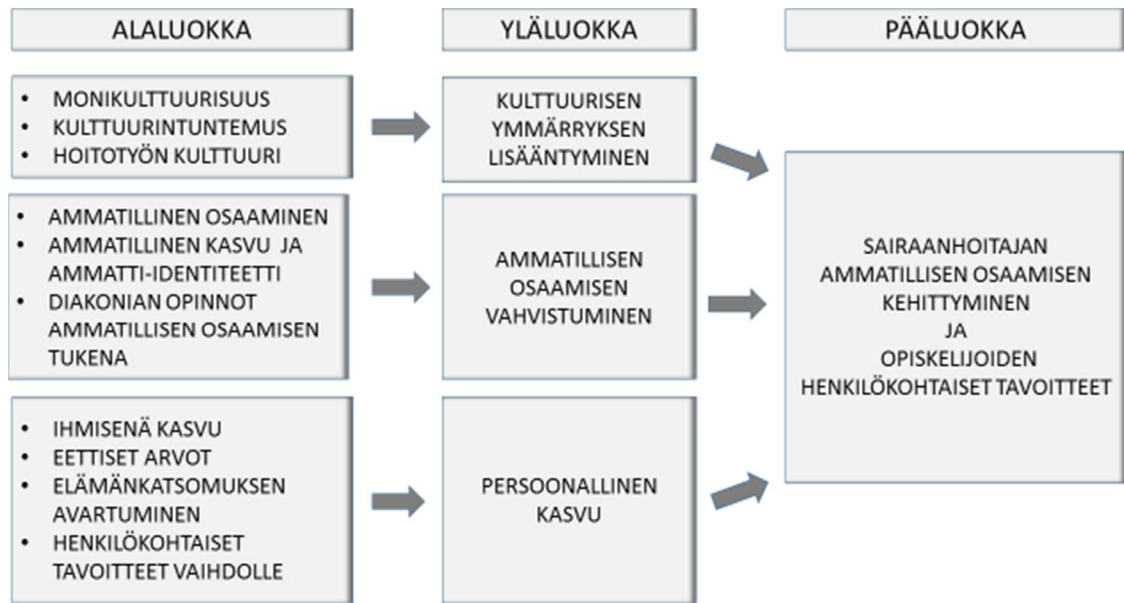 ALALUOKKA
YLÄLUOKKA
PÄÄLUOKKA
• MONIKULTTUURISUUS
• KULTTUURINTUNTEMUS
• HOITOTYÖN KULTTUURI
KULTTUURISEN
YMMÄRRYKSEN
LISÄÄNTYMINEN
• AMMATILLINEN OSAAMINEN
• AMMATILLINEN KASVU JA
AMMATTI-IDENTITEETTI
• DIAKONIAN OPINNOT
AMMATILLISEN OSAAMISEN
TUKENA
AMMATILLISEN
OSAAMISEN
VAHVISTUMINEN
• IHMISENÄ KASVU
• EETTISET ARVOT
• ELÄMÄNKATSOMUKSEN
AVARTUMINEN
• HENKILÖKOHTAISET
TAVOITTEET VAIHDOLLE
PERSOONALLINEN
KASVU
SAIRAANHOITAJAN
AMMATILLISEN OSAAMISEN
KEHITTYMINEN
JA
OPISKELIJOIDEN
HENKILÖKOHTAISET TAVOITTEET